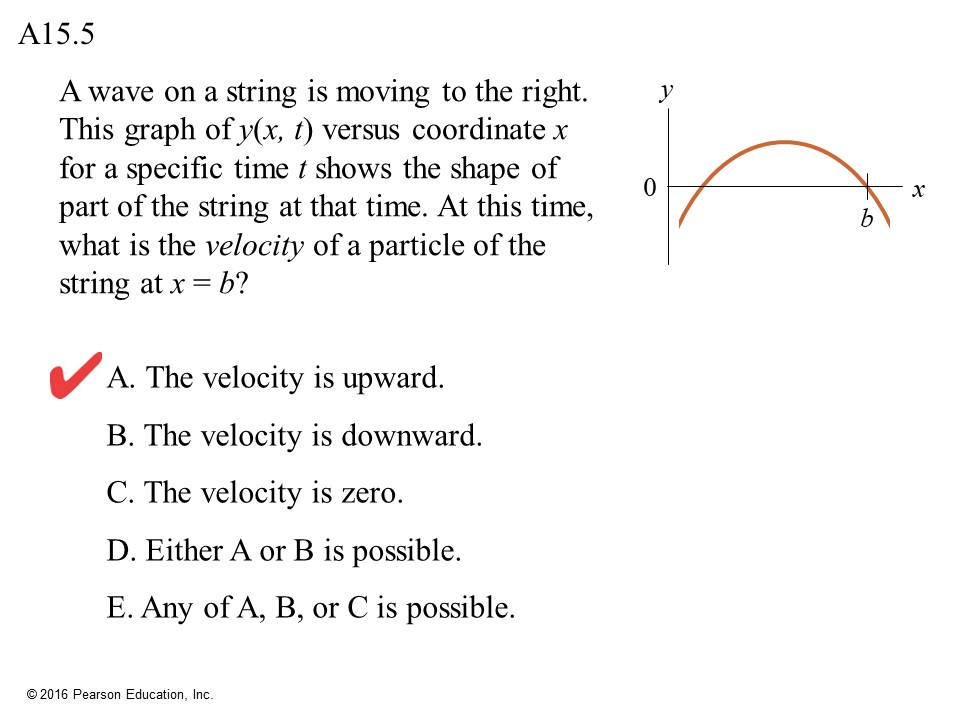 A15.5
A wave on a string is moving to the right.
This graph of y(x, t) versus coordinate x
for a specific time t shows the shape of
part of the string at that time. At this time,
what is the velocity of a particle of the
string at x = b?
y
0
x
b
A. The velocity is upward.
B. The velocity is downward.
C. The velocity is zero.
D. Either A or B is possible.
E. Any of A, B, or C is possible.
© 2016 Pearson Education, Inc.